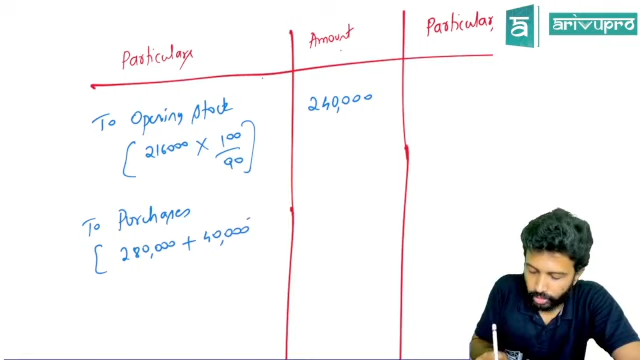 Particulars
Amount
Particular,
arivupro
To Opening Stock
240,000
[ 216000 × 100/90 ]
To Purchases
[ 280,000 + 40,000